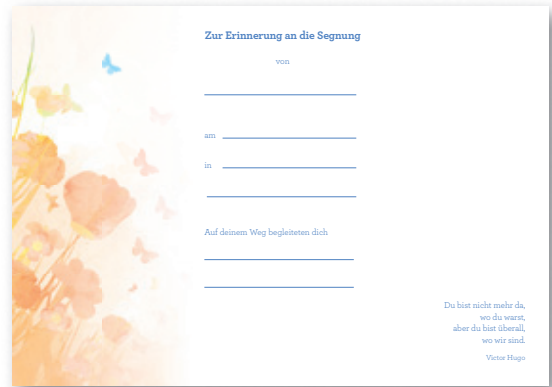 Zur Erinnerung an die Segnung
von
am
in
Auf deinem Weg begleiteten dich
Du bist nicht mehr da,
wo du warst,
aber du bist überall,
wo wir sind.
Victor Hugo